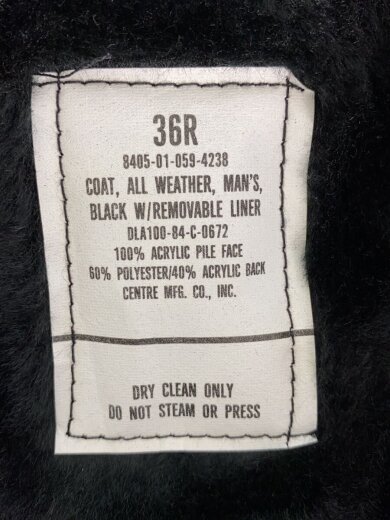 36R
8405-01-059-4238
COAT, ALL WEATHER, MAN'S,
BLACK W/REMOVABLE LINER
DLA100-84-C-0672
100% ACRYLIC PILE FACE
60% POLYESTER/40% ACRYLIC BACK
CENTRE MFG. CO., INC.
DRY CLEAN ONLY
DO NOT STEAM OR PRESS